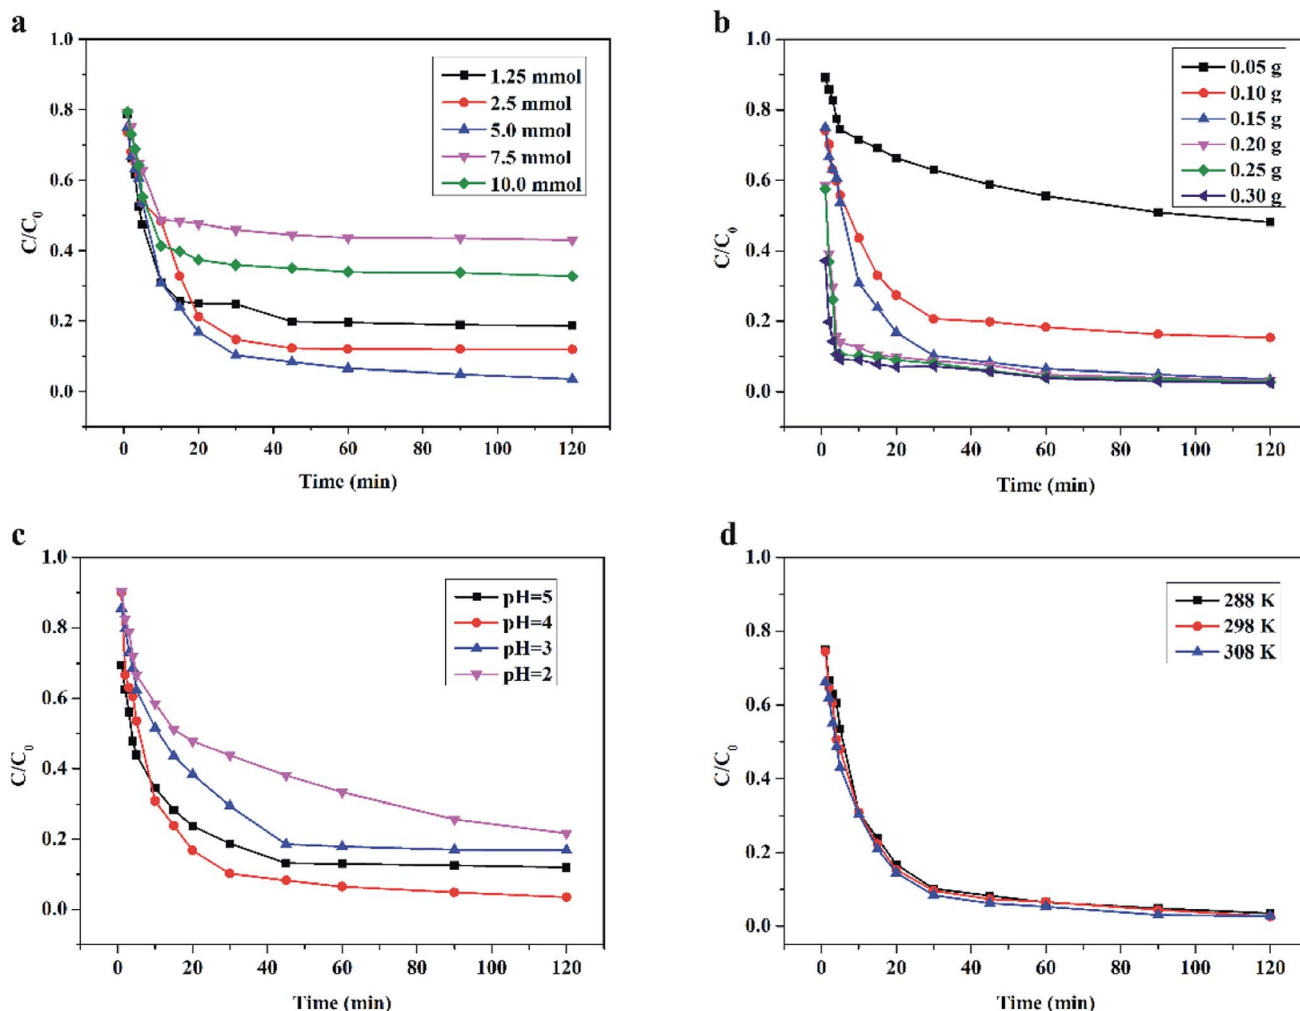 a
1.0
0.8
0.6
0.4
0.2
0.0
C/C0
0 20 40 60 80 100 120
Time (min)
1.25 mmol
2.5 mmol
5.0 mmol
7.5 mmol
10.0 mmol
b
1.0
0.8
0.6
0.4
0.2
0.0
C/C0
0 20 40 60 80 100 120
Time (min)
0.05 g
0.10 g
0.15 g
0.20 g
0.25 g
0.30 g
c
1.0
0.8
0.6
0.4
0.2
0.0
C/C0
0 20 40 60 80 100 120
Time (min)
pH=5
pH=4
pH=3
pH=2
d
1.0
0.8
0.6
0.4
0.2
0.0
C/C0
0 20 40 60 80 100 120
Time (min)
288 K
298 K
308 K